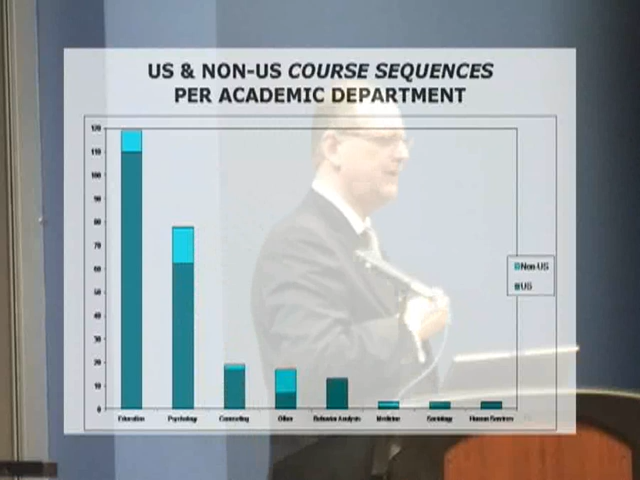 US & NON-US COURSE SEQUENCES
PER ACADEMIC DEPARTMENT
120
110
100
90
80
70
60
50
40
30
20
10
0
Non-US
US
Education Psychology Counseling Other Behavior Analysis Medicine Sociology Human Services